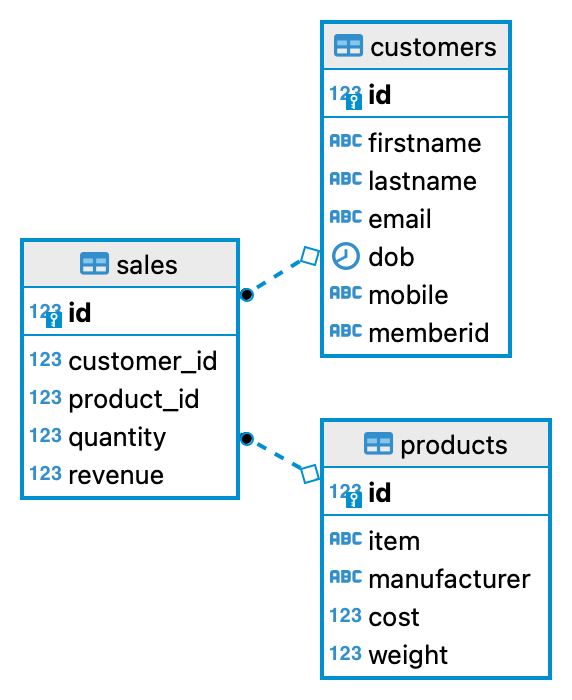 customers
123 id
ABC firstname
ABC lastname
ABC email
dob
ABC mobile
ABC memberid
sales
123 id
123 customer_id
123 product_id
123 quantity
123 revenue
products
123 id
ABC item
ABC manufacturer
123 cost
123 weight